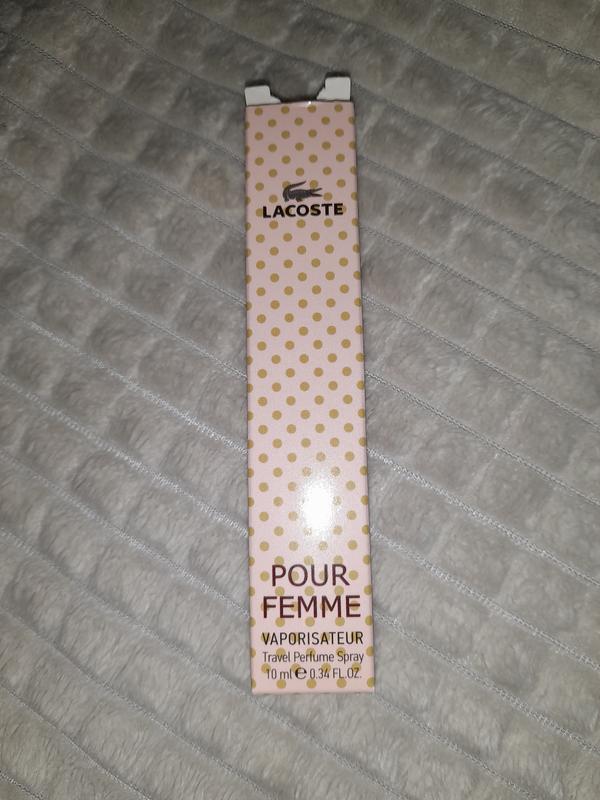 LACOSTE
POUR
FEMME
VAPORISATEUR
Travel Perfume Spray
10 ml ℮ 0.34 FL.OZ.